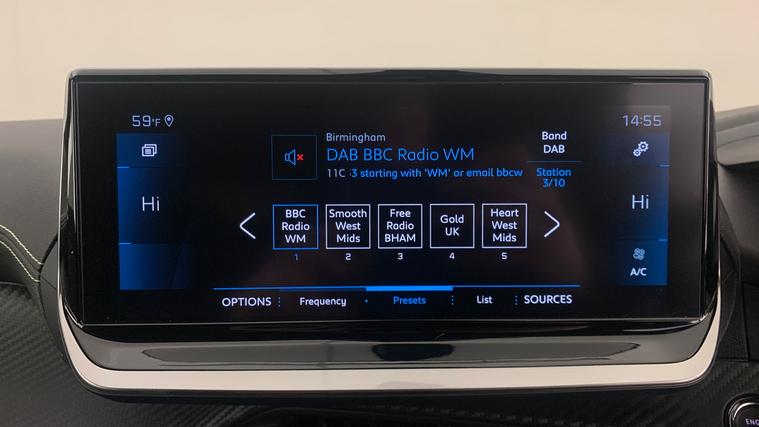 59°F
14:55
Birmingham
DAB BBC Radio WM
11C :3 starting with 'WM' or email bbcw
Band
DAB
Station
3/10
Hi
Hi
BBC
Radio
WM
1
Smooth
West
Mids
2
Free
Radio
BHAM
3
Gold
UK
4
Heart
West
Mids
5
A/C
OPTIONS
Frequency
Presets
List
SOURCES
ENG